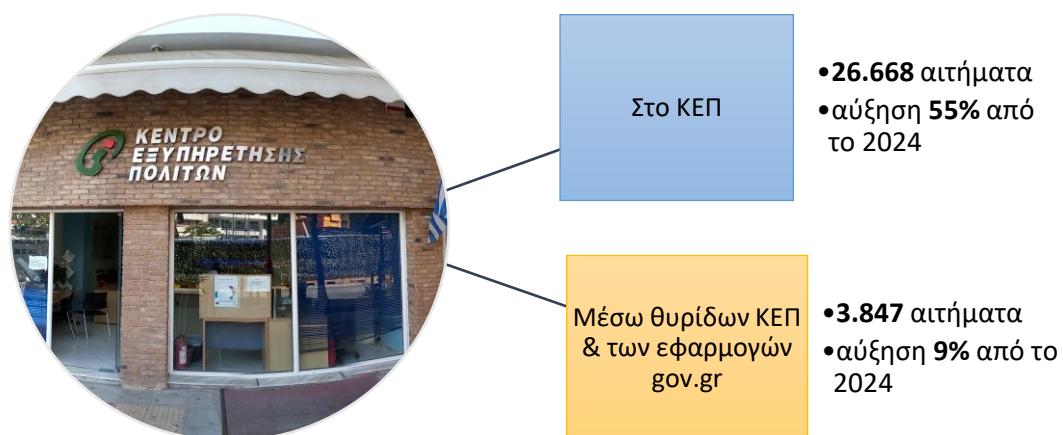 ΚΕΝΤΡΟ
ΕΞΥΠΗΡΕΤΗΣΗΣ
ΠΟΛΙΤΩΝ
Στο ΚΕΠ
•26.668 αιτήματα
•αύξηση 55% από
το 2024
Μέσω θυρίδων ΚΕΠ
& των εφαρμογών
gov.gr
•3.847 αιτήματα
•αύξηση 9% από το
2024